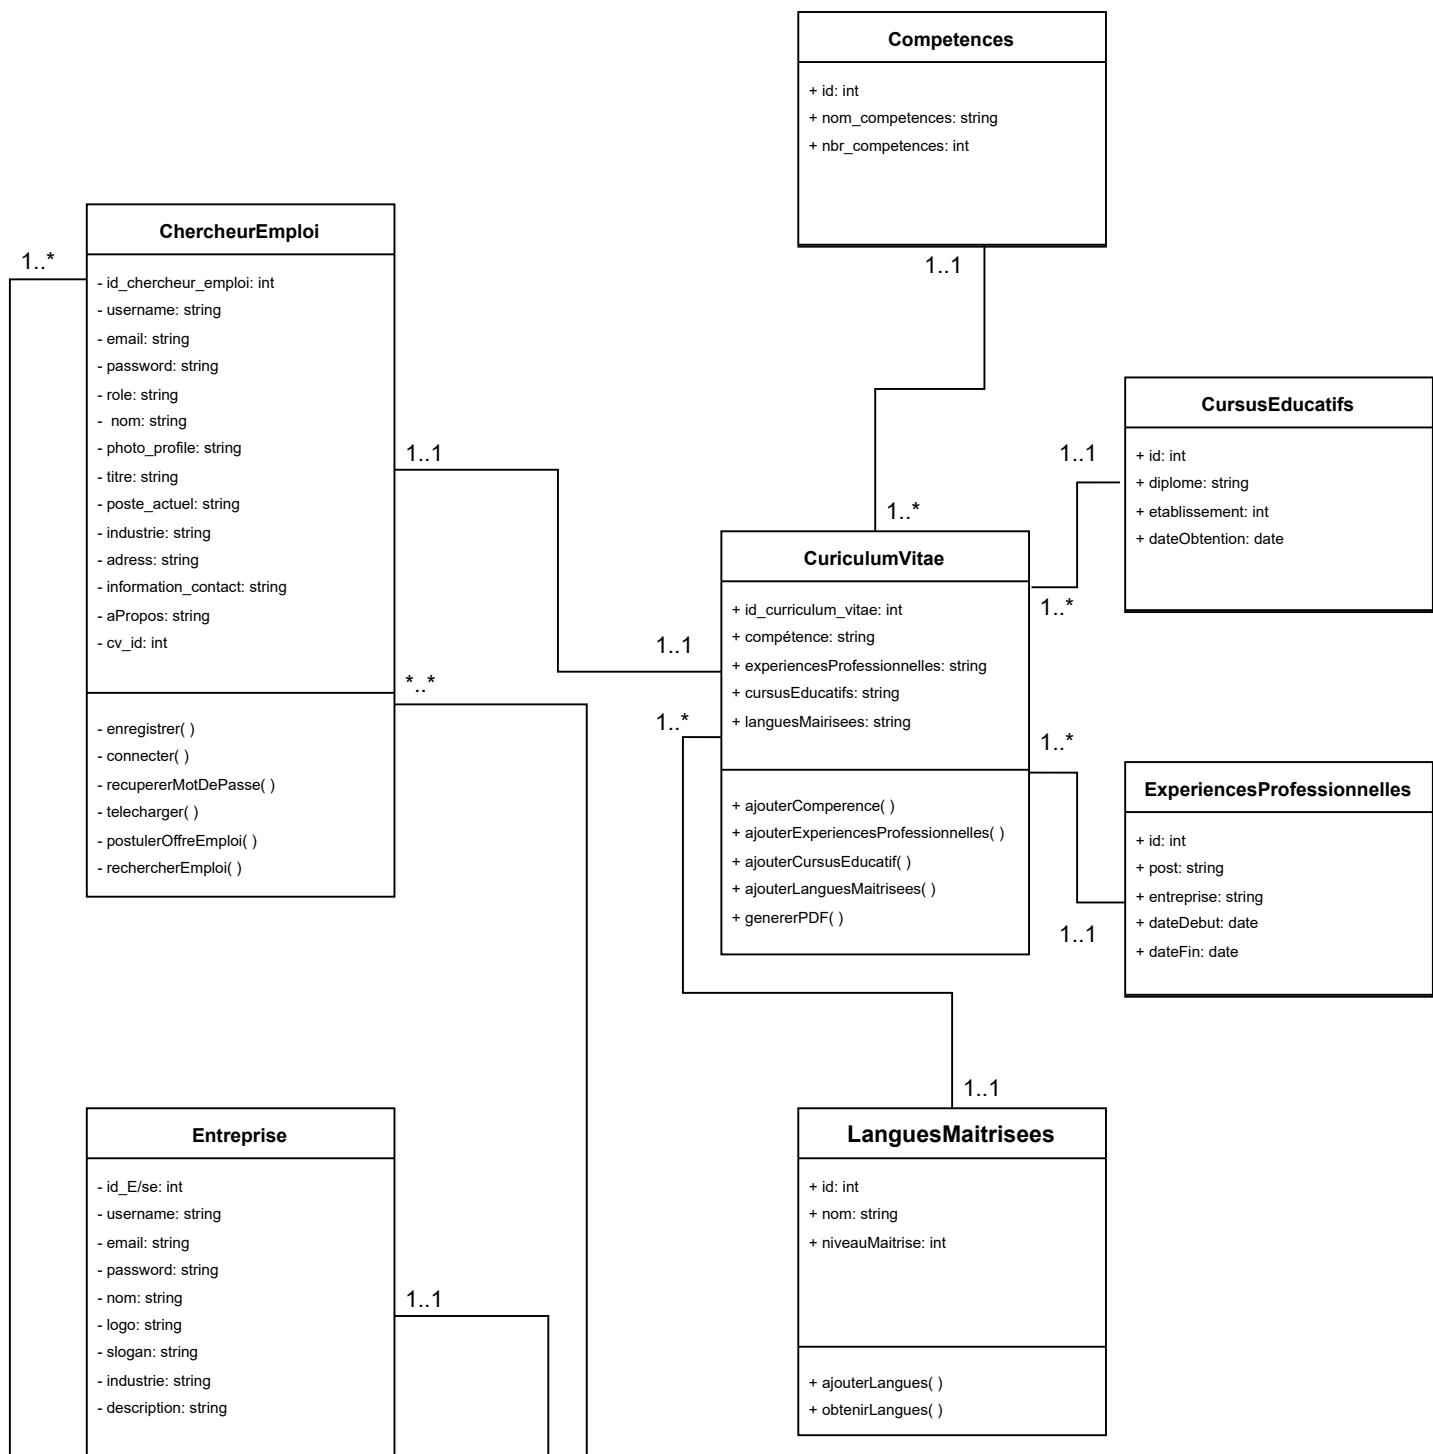 Competences
+ id: int
+ nom_competences: string
+ nbr_competences: int
1..1
ChercheurEmploi
1..*
- id_chercheur_emploi: int
- username: string
- email: string
- password: string
- role: string
- nom: string
- photo_profile: string
- titre: string
- poste_actuel: string
- industrie: string
- adress: string
- information_contact: string
- aPropos: string
- cv_id: int
- enregistrer( )
- connecter( )
- recupererMotDePasse( )
- telecharger( )
- postulerOffreEmploi( )
- rechercherEmploi( )
1..1
*..*
CursusEducatifs
1..1
+ id: int
+ diplome: string
+ etablissement: int
+ dateObtention: date
1..*
CuriculumVitae
1..*
1..1
+ id_curriculum_vitae: int
+ compétence: string
+ experiencesProfessionnelles: string
+ cursusEducatifs: string
+ languesMairisees: string
1..*
1..*
+ ajouterComperence( )
+ ajouterExperiencesProfessionnelles( )
+ ajouterCursusEducatif( )
+ ajouterLanguesMaitrisees( )
+ genererPDF( )
ExperiencesProfessionnelles
+ id: int
+ post: string
+ entreprise: string
+ dateDebut: date
+ dateFin: date
1..1
1..1
Entreprise
- id_E/se: int
- username: string
- email: string
- password: string
- nom: string
- logo: string
- slogan: string
- industrie: string
- description: string
1..1
LanguesMaitrisees
+ id: int
+ nom: string
+ niveauMaitrise: int
+ ajouterLangues( )
+ obtenirLangues( )